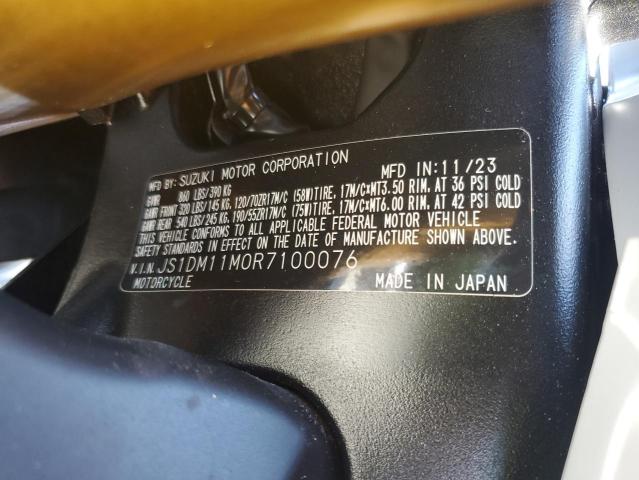 MFD BY: SUZUKI MOTOR CORPORATION MFD IN: 11/23
GVWR 860 LBS/390 KG
GAWR FRONT 320 LBS/145 KG, 120/70ZR17M/C (58W)TIRE, 17M/C×MT3.50 RIM, AT 36 PSI COLD
GAWR REAR 540 LBS/245 KG, 190/55ZR17M/C (75W)TIRE, 17M/C×MT6.00 RIM, AT 42 PSI COLD
THIS VEHICLE CONFORMS TO ALL APPLICABLE FEDERAL MOTOR VEHICLE
SAFETY STANDARDS IN EFFECT ON THE DATE OF MANUFACTURE SHOWN ABOVE.
V.I.N. JS1DM11M0R7100076
MOTORCYCLE MADE IN JAPAN